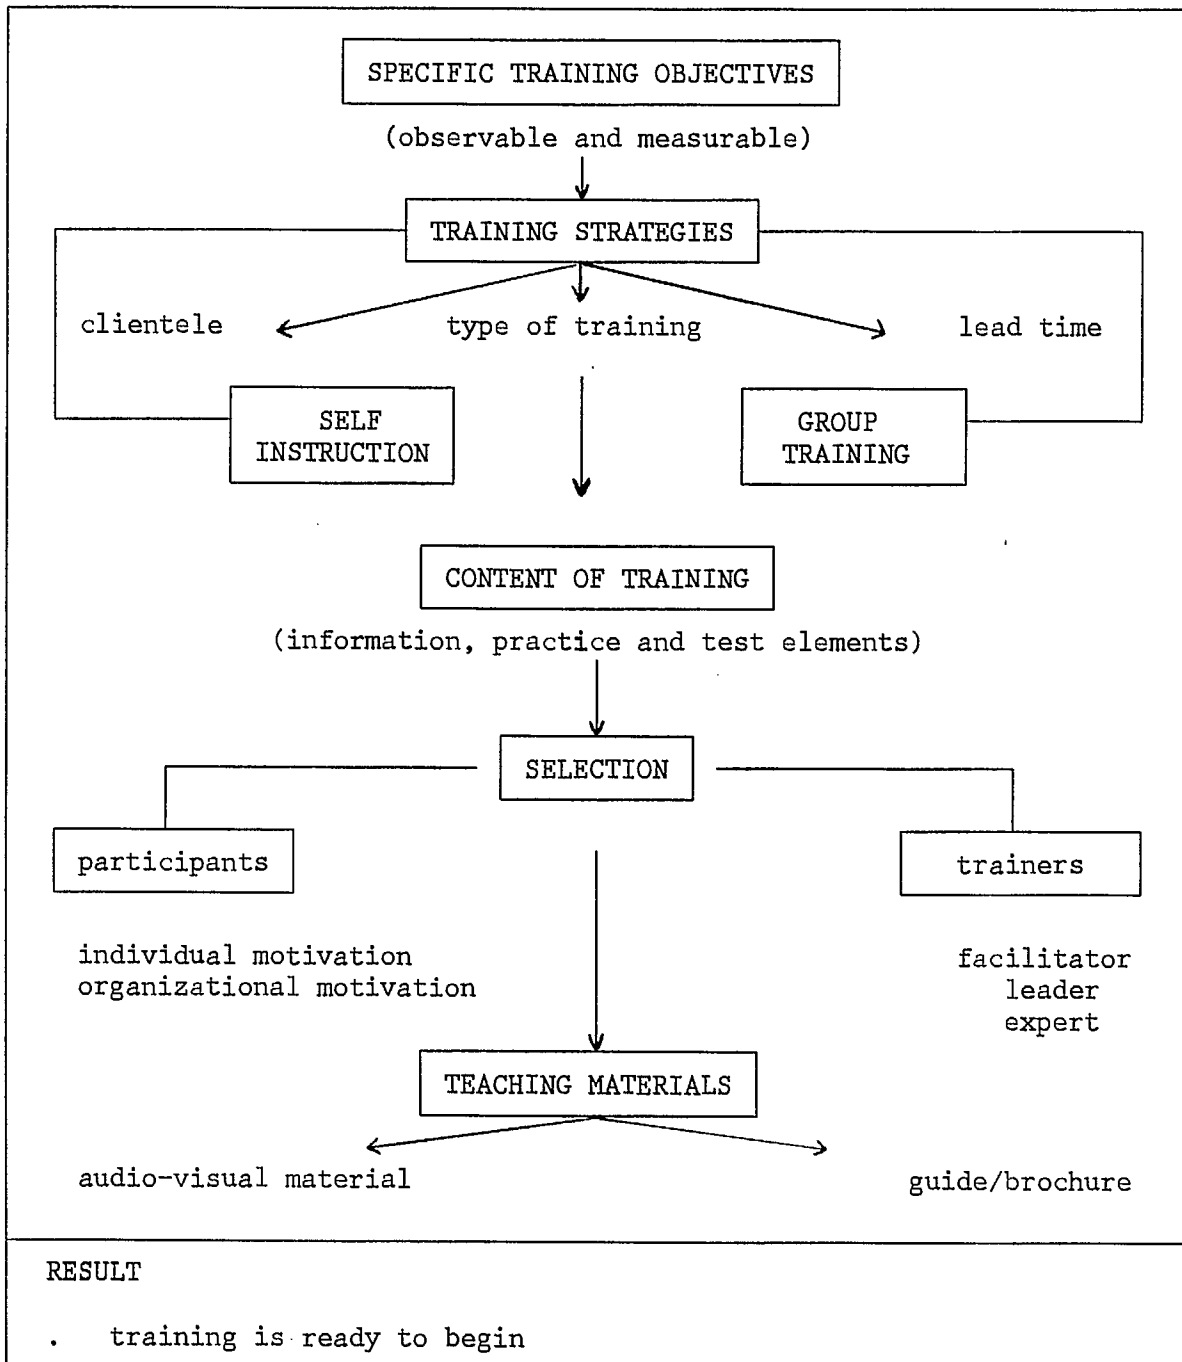 SPECIFIC TRAINING OBJECTIVES
(observable and measurable)
TRAINING STRATEGIES
clientele
type of training
lead time
SELF
INSTRUCTION
GROUP
TRAINING
CONTENT OF TRAINING
(information, practice and test elements)
SELECTION
participants
trainers
individual motivation
organizational motivation
facilitator
leader
expert
TEACHING MATERIALS
audio-visual material
guide/brochure
RESULT
. training is ready to begin